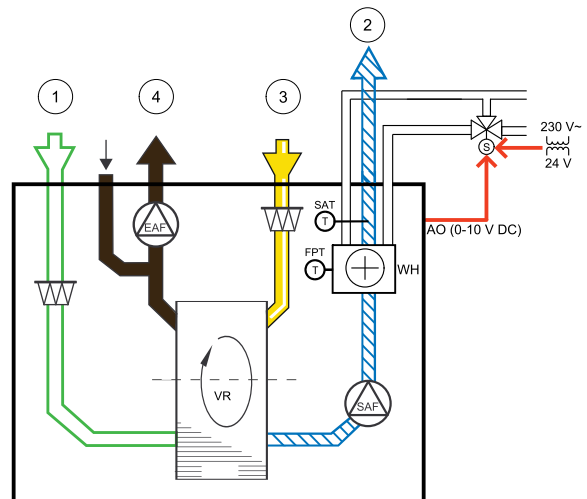 2
1
4
3
230 V~
S
24 V
SAT
T
AO (0-10 V DC)
EAF
FPT
T
WH
VR
SAF